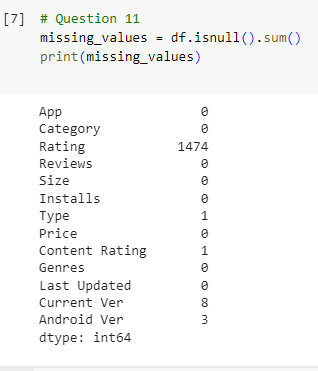 [7] # Question 11
missing_values = df.isnull().sum()
print(missing_values)
App 0
Category 0
Rating 1474
Reviews 0
Size 0
Installs 0
Type 1
Price 0
Content Rating 1
Genres 0
Last Updated 0
Current Ver 8
Android Ver 3
dtype: int64